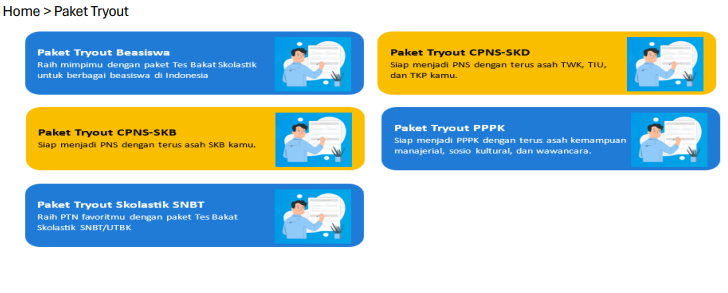 Home > Paket Tryout
Paket Tryout Beasiswa
Raih mimpimu dengan paket Tes Bakat Skolastik
untuk berbagai beasiswa di Indonesia
Paket Tryout CPNS-SKD
Siap menjadi PNS dengan terus asah TWK, TIU,
dan TKP kamu.
Paket Tryout CPNS-SKB
Siap menjadi PNS dengan terus asah SKB kamu.
Paket Tryout PPPK
Siap menjadi PPPK dengan terus asah kemampuan
manajerial, sosio kultural, dan wawancara.
Paket Tryout Skolastik SNBT
Raih PTN favoritmu dengan paket Tes Bakat
Skolastik SNBT/UTBK